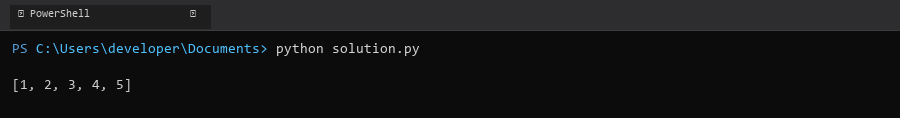 PowerShell
PS C:\Users\developer\Documents> python solution.py
[1, 2, 3, 4, 5]